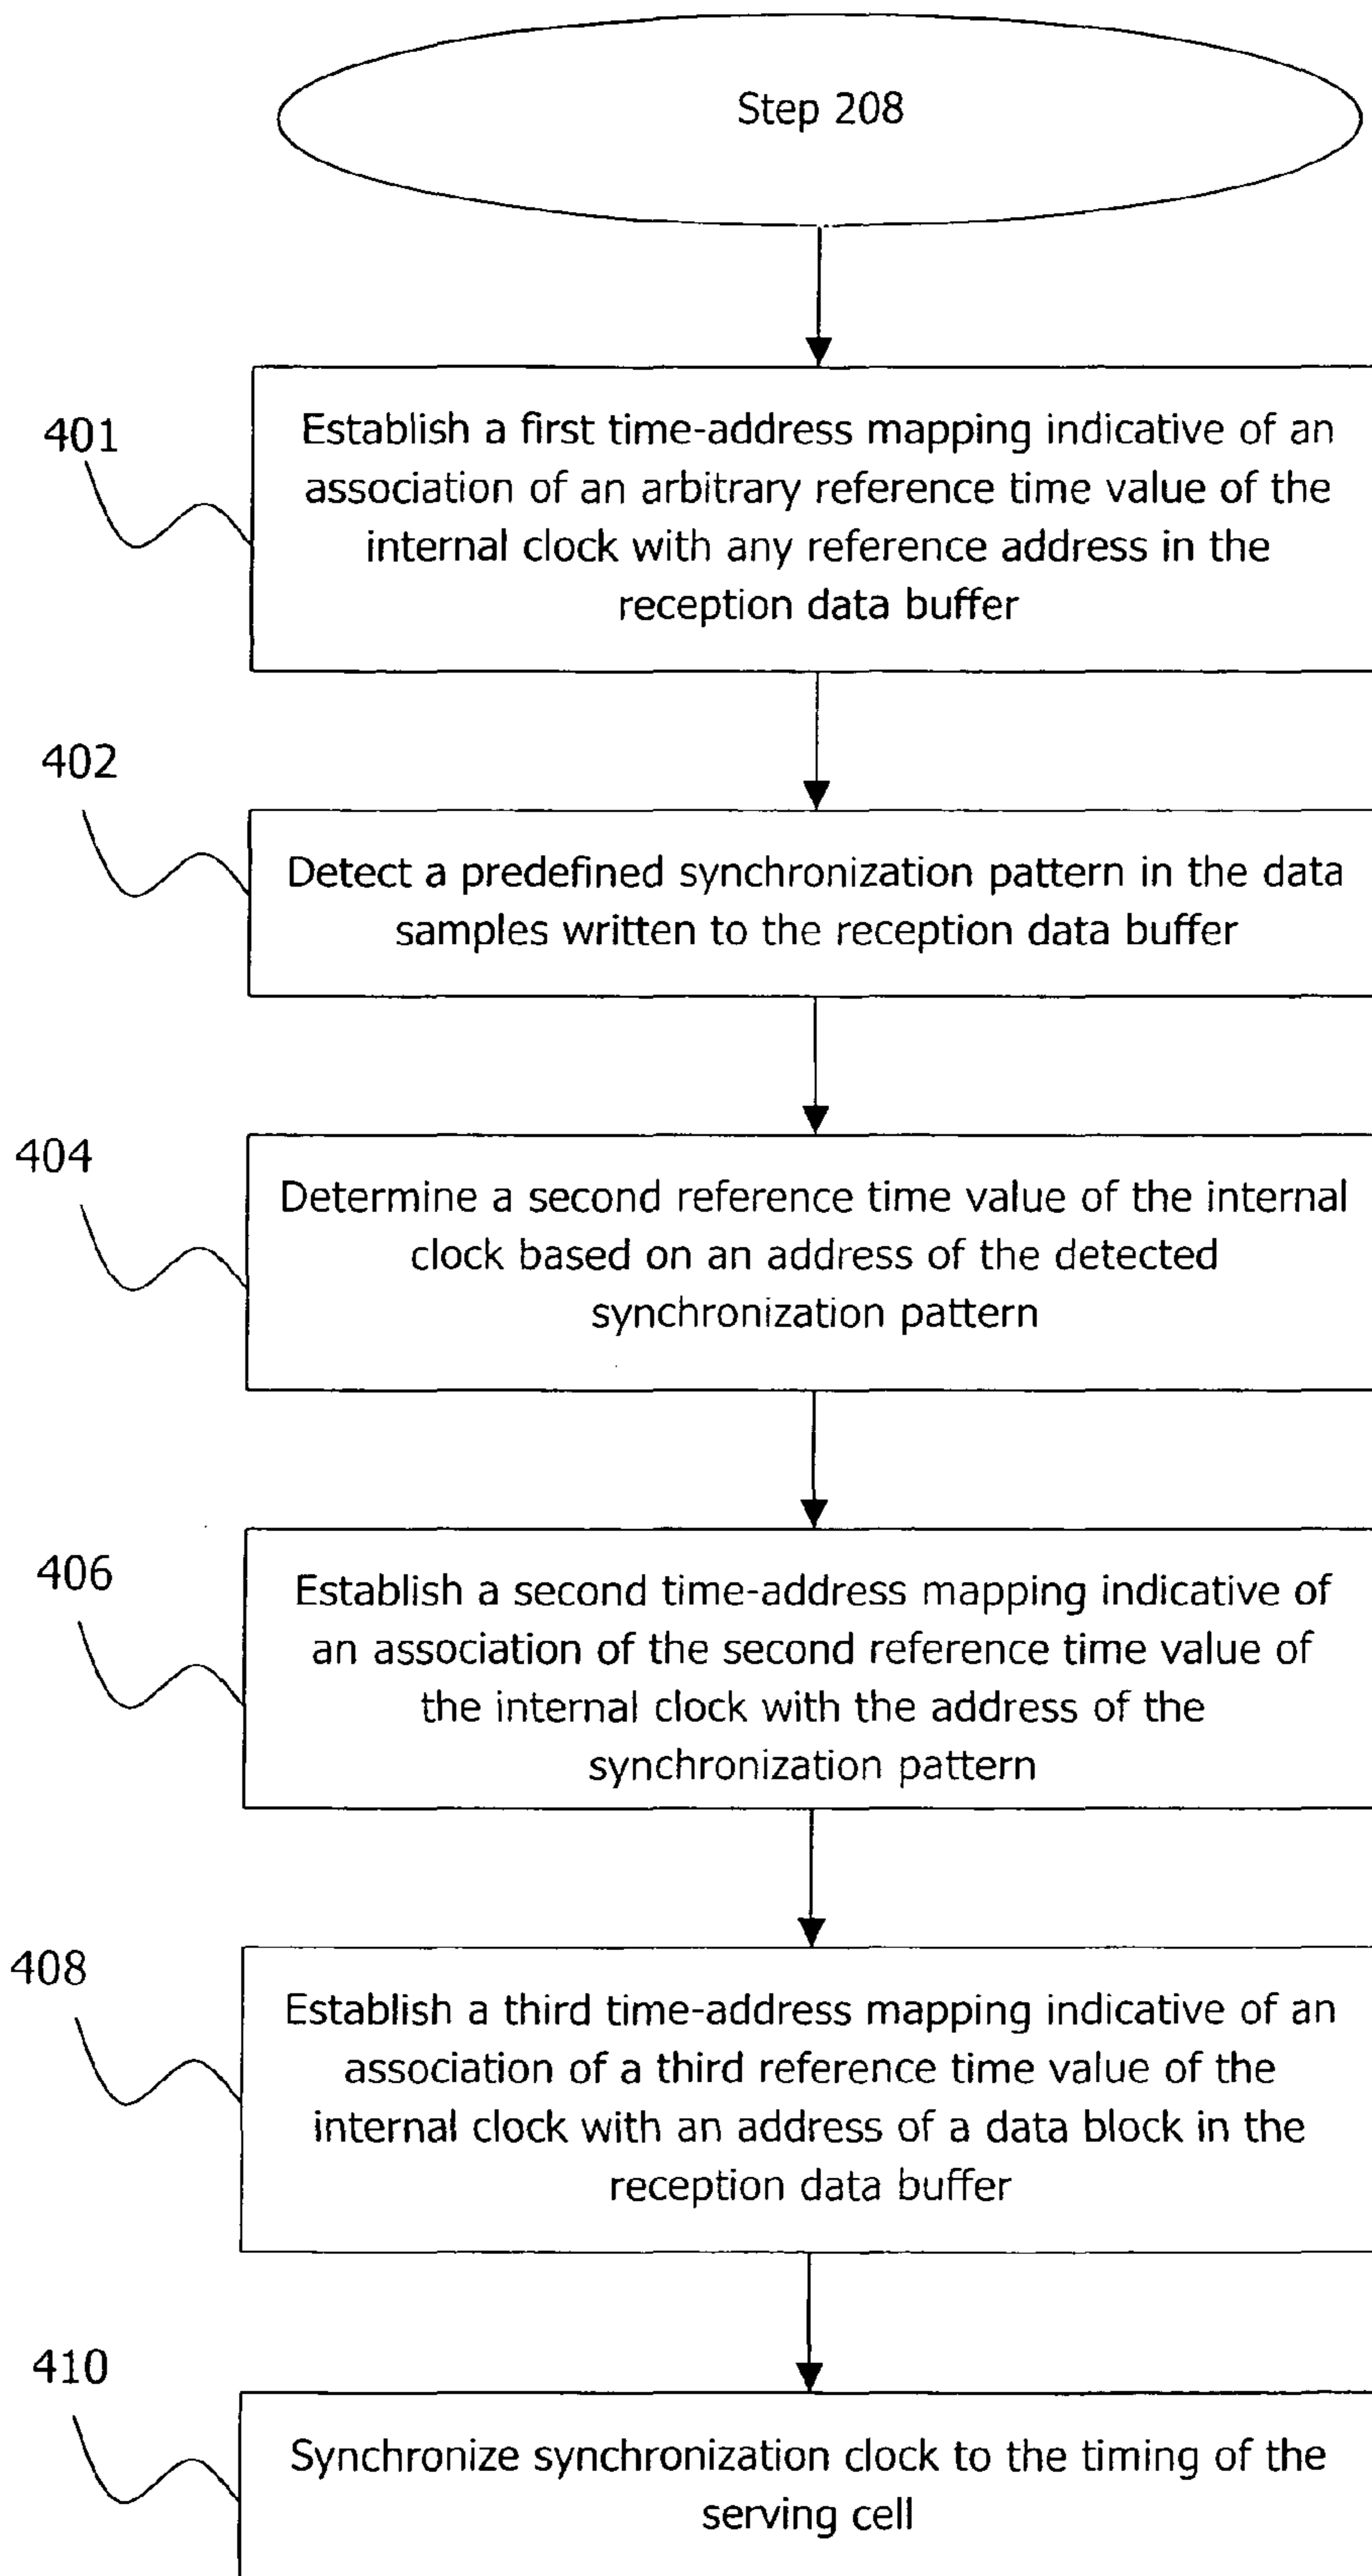 Step 208
401
Establish a first time-address mapping indicative of an
association of an arbitrary reference time value of the
internal clock with any reference address in the
reception data buffer
402
Detect a predefined synchronization pattern in the data
samples written to the reception data buffer
404
Determine a second reference time value of the internal
clock based on an address of the detected
synchronization pattern
406
Establish a second time-address mapping indicative of
an association of the second reference time value of
the internal clock with the address of the
synchronization pattern
408
Establish a third time-address mapping indicative of an
association of a third reference time value of the
internal clock with an address of a data block in the
reception data buffer
410
Synchronize synchronization clock to the timing of the
serving cell